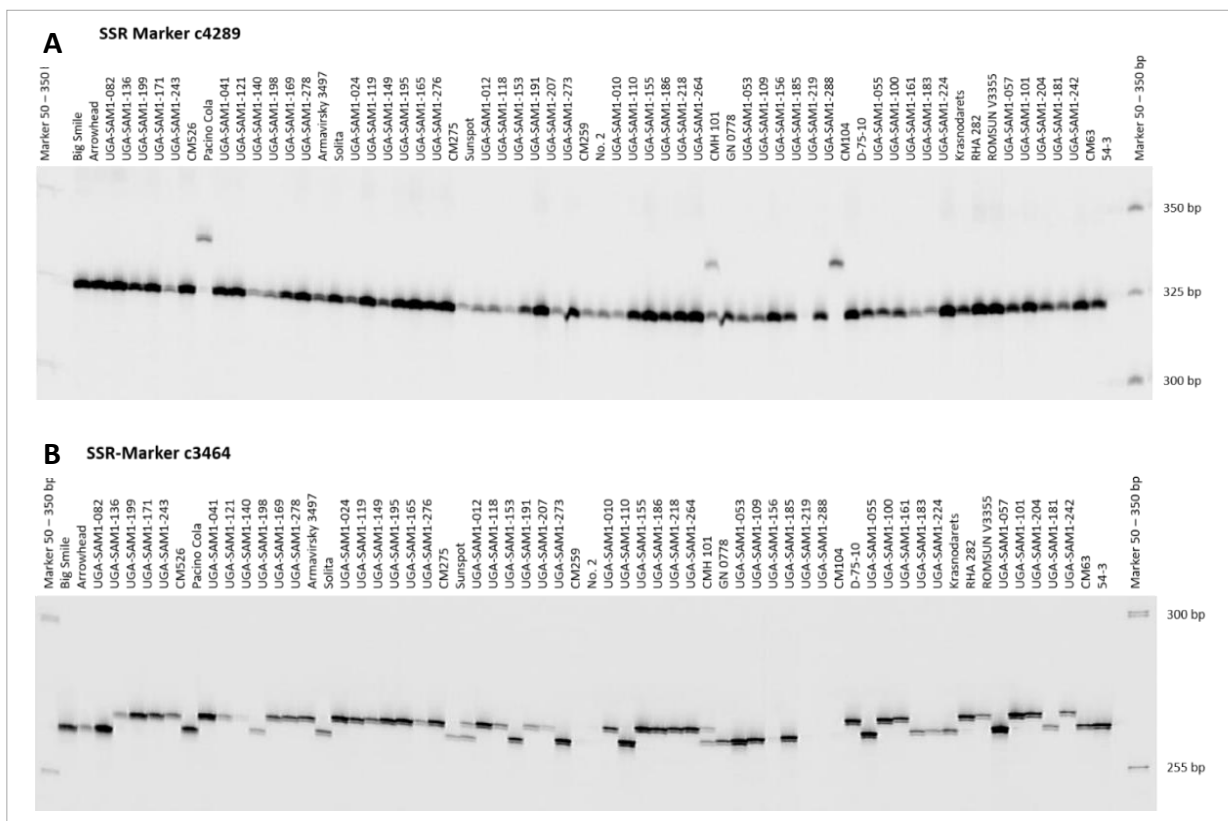 A
SSR Marker c4289
Marker 50 – 350 l
Big Smile
Arrowhead
UGA-SAM1-082
UGA-SAM1-136
UGA-SAM1-199
UGA-SAM1-171
UGA-SAM1-243
CM526
Pacino Cola
UGA-SAM1-041
UGA-SAM1-121
UGA-SAM1-140
UGA-SAM1-198
UGA-SAM1-169
UGA-SAM1-278
Armavirsky 3497
Solita
UGA-SAM1-024
UGA-SAM1-119
UGA-SAM1-149
UGA-SAM1-195
UGA-SAM1-165
UGA-SAM1-276
CM275
Sunspot
UGA-SAM1-012
UGA-SAM1-118
UGA-SAM1-153
UGA-SAM1-191
UGA-SAM1-207
UGA-SAM1-273
CM259
No. 2
UGA-SAM1-010
UGA-SAM1-110
UGA-SAM1-155
UGA-SAM1-186
UGA-SAM1-218
UGA-SAM1-264
CMH 101
GN 0778
UGA-SAM1-053
UGA-SAM1-109
UGA-SAM1-156
UGA-SAM1-185
UGA-SAM1-219
UGA-SAM1-288
CM104
D-75-10
UGA-SAM1-055
UGA-SAM1-100
UGA-SAM1-161
UGA-SAM1-183
UGA-SAM1-224
Krasnodarets
RHA 282
ROMSUN V3355
UGA-SAM1-057
UGA-SAM1-101
UGA-SAM1-204
UGA-SAM1-181
UGA-SAM1-242
CM63
54-3
Marker 50 – 350 bp
350 bp
325 bp
300 bp
B
SSR-Marker c3464
Marker 50 – 350 bp
Big Smile
Arrowhead
UGA-SAM1-082
UGA-SAM1-136
UGA-SAM1-199
UGA-SAM1-171
UGA-SAM1-243
CM526
Pacino Cola
UGA-SAM1-041
UGA-SAM1-121
UGA-SAM1-140
UGA-SAM1-198
UGA-SAM1-169
UGA-SAM1-278
Armavirsky 3497
Solita
UGA-SAM1-024
UGA-SAM1-119
UGA-SAM1-149
UGA-SAM1-195
UGA-SAM1-165
UGA-SAM1-276
CM275
Sunspot
UGA-SAM1-012
UGA-SAM1-118
UGA-SAM1-153
UGA-SAM1-191
UGA-SAM1-207
UGA-SAM1-273
CM259
No. 2
UGA-SAM1-010
UGA-SAM1-110
UGA-SAM1-155
UGA-SAM1-186
UGA-SAM1-218
UGA-SAM1-264
CMH 101
GN 0778
UGA-SAM1-053
UGA-SAM1-109
UGA-SAM1-156
UGA-SAM1-185
UGA-SAM1-219
UGA-SAM1-288
CM104
D-75-10
UGA-SAM1-055
UGA-SAM1-100
UGA-SAM1-161
UGA-SAM1-183
UGA-SAM1-224
Krasnodarets
RHA 282
ROMSUN V3355
UGA-SAM1-057
UGA-SAM1-101
UGA-SAM1-204
UGA-SAM1-181
UGA-SAM1-242
CM63
54-3
Marker 50 – 350 bp
300 bp
255 bp